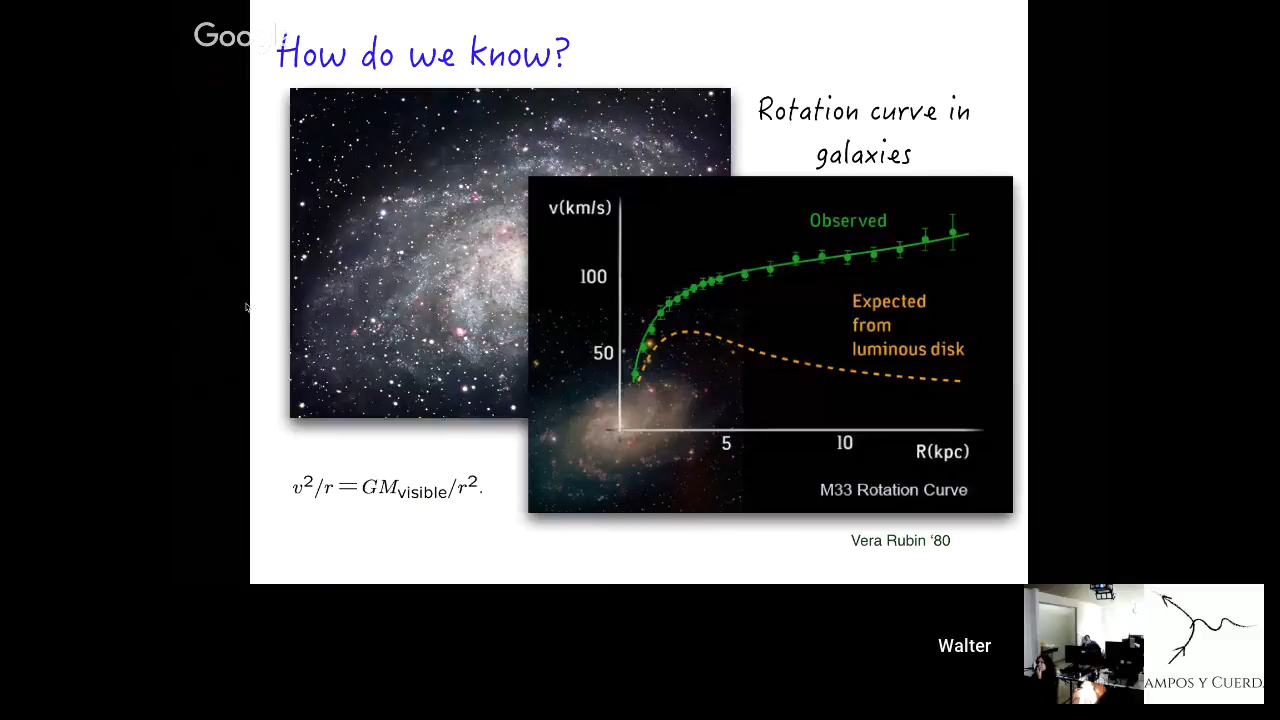 Goo
How do we know?
Rotation curve in
galaxies
v(km/s)
Observed
100
Expected
from
luminous disk
50
5
10
R(kpc)
M33 Rotation Curve
v²/r = GM_visible/r².
Vera Rubin ‘80
Walter
AMPOS Y CUERD